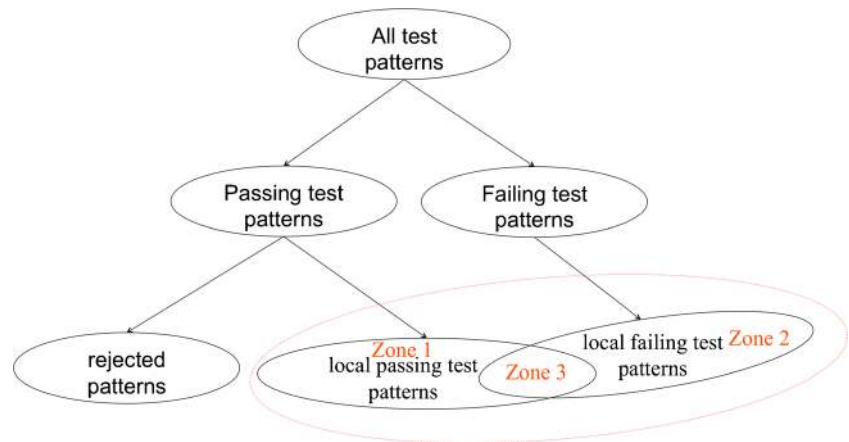 All test
patterns
Passing test
patterns
Failing test
patterns
rejected
patterns
Zone 1
local passing test
patterns
Zone 3
local failing test
patterns
Zone 2